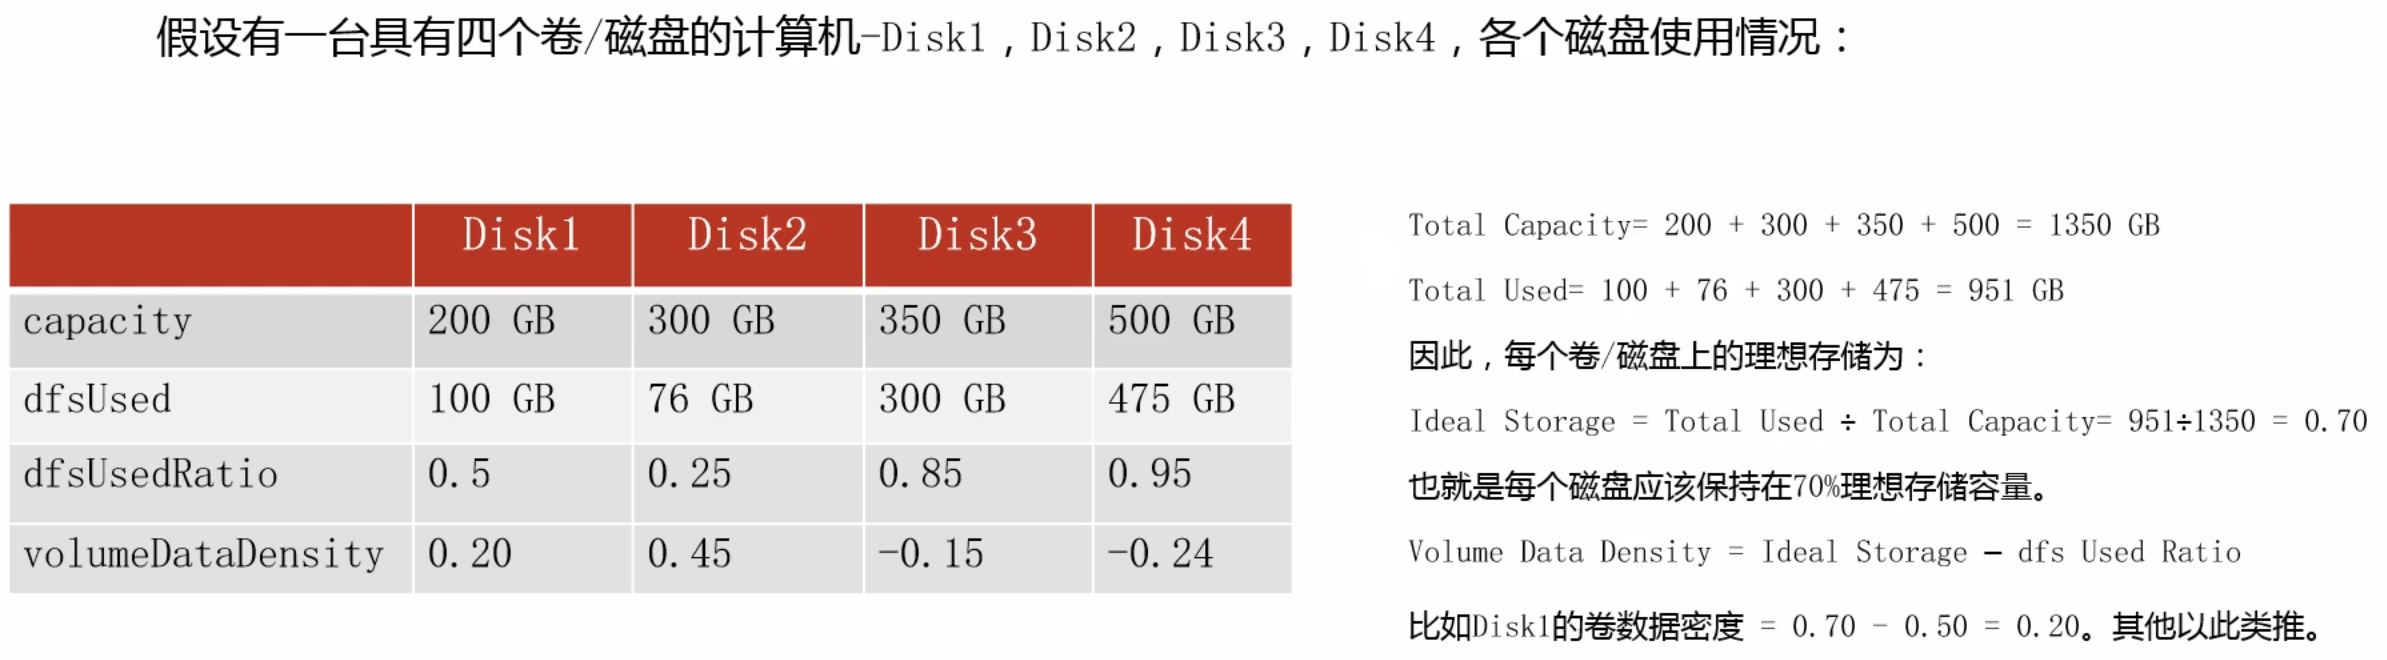 假设有一台具有四个卷/磁盘的计算机-Disk1，Disk2，Disk3，Disk4，各个磁盘使用情况：
Disk1 Disk2 Disk3 Disk4
capacity 200 GB 300 GB 350 GB 500 GB
dfsUsed 100 GB 76 GB 300 GB 475 GB
dfsUsedRatio 0.5 0.25 0.85 0.95
volumeDataDensity 0.20 0.45 -0.15 -0.24
Total Capacity= 200 + 300 + 350 + 500 = 1350 GB
Total Used= 100 + 76 + 300 + 475 = 951 GB
因此，每个卷/磁盘上的理想存储为：
Ideal Storage = Total Used ÷ Total Capacity= 951÷1350 = 0.70
也就是每个磁盘应该保持在70%理想存储容量。
Volume Data Density = Ideal Storage – dfs Used Ratio
比如Disk1的卷数据密度 = 0.70 - 0.50 = 0.20。其他以此类推。